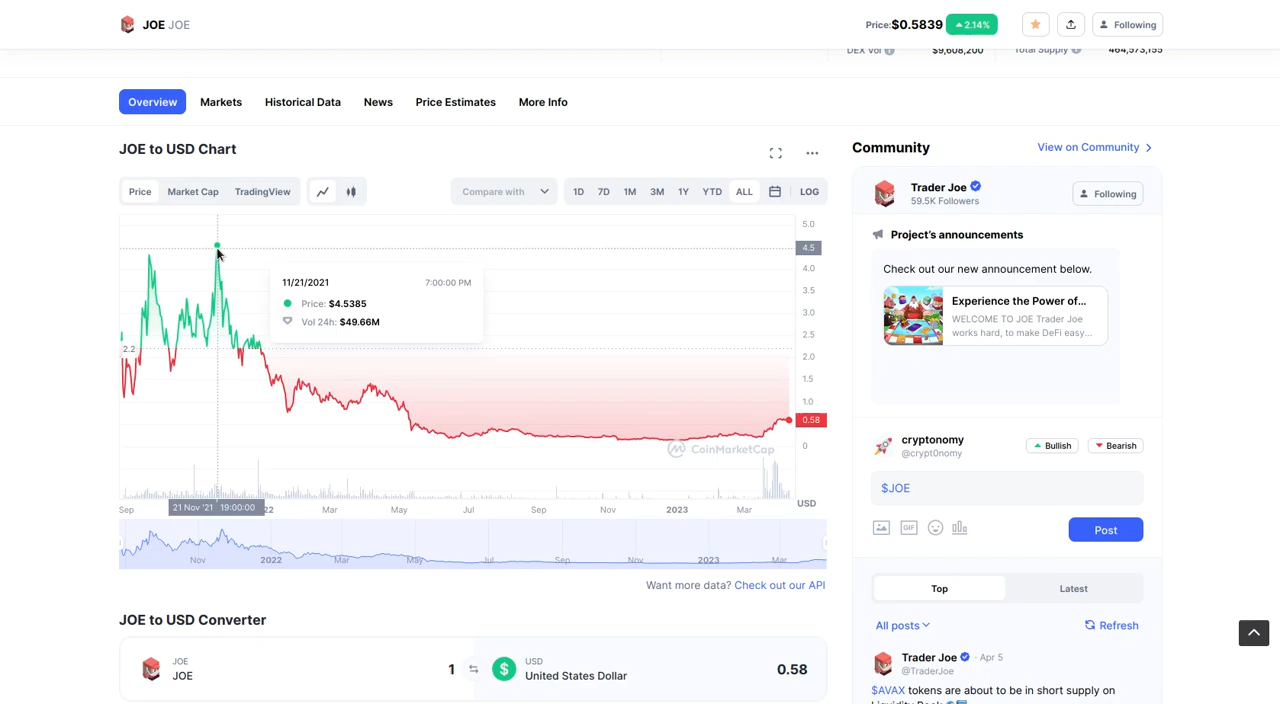 JOE JOE
Price:$0.5839 2.14%
Following
DEX Vol $9,608,200
Total Supply 464,573,155
Overview Markets Historical Data News Price Estimates More Info
JOE to USD Chart
Price Market Cap TradingView
Compare with
1D 7D 1M 3M 1Y YTD ALL LOG
5.0
4.5
4.0
3.5
3.0
2.5
2.0
1.5
1.0
0.58
0
2.2
11/21/2021 7:00:00 PM
Price: $4.5385
Vol 24h: $49.66M
CoinMarketCap
USD
Sep 21 Nov '21 19:00:00 22 Mar May Jul Sep Nov 2023 Mar
Nov 2022 Mar May Jul Sep Nov 2023 Mar
Want more data? Check out our API
JOE to USD Converter
JOE
JOE
1
USD
United States Dollar
0.58
Community
View on Community
Trader Joe
59.5K Followers
Following
Project's announcements
Check out our new announcement below.
Experience the Power of...
WELCOME TO JOE Trader Joe
works hard, to make DeFi easy...
cryptonomy
@crypt0nomy
Bullish
Bearish
$JOE
GIF
Post
Top Latest
All posts
Refresh
Trader Joe · Apr 5
@TraderJoe
$AVAX tokens are about to be in short supply on